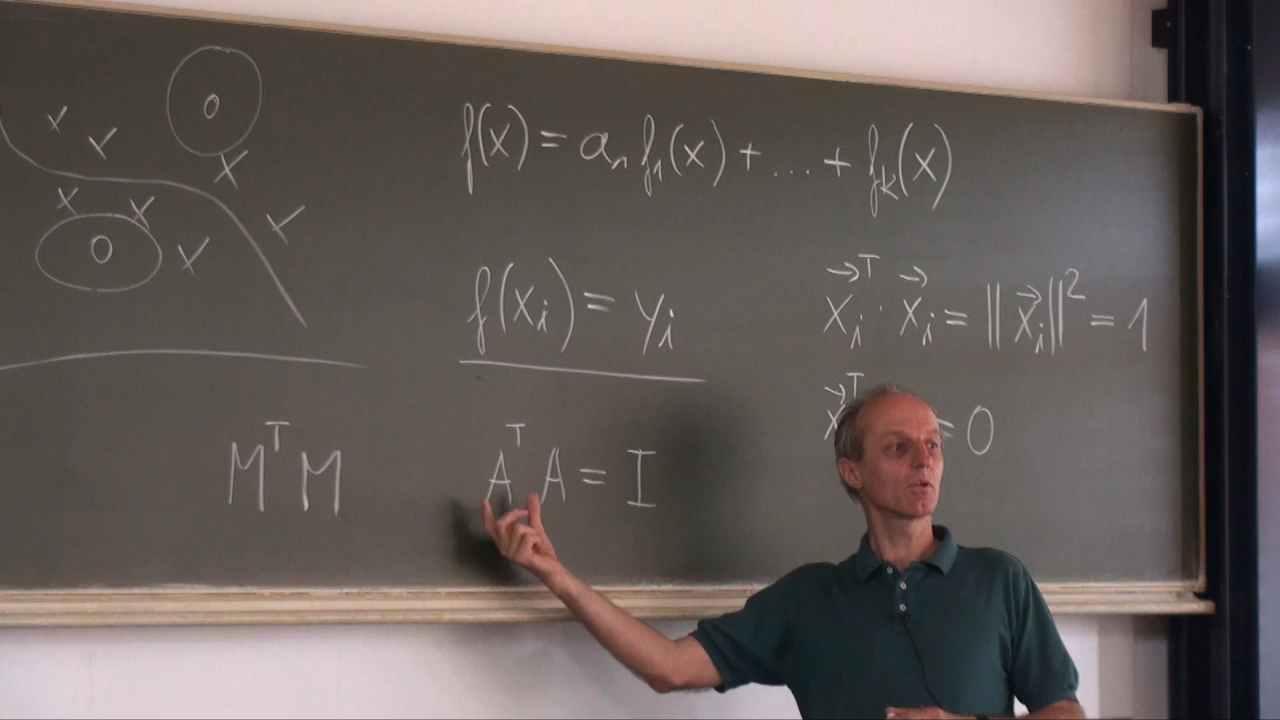 f(x) = a₁ f₁(x) + ... + fₖ(x)
f(xᵢ) = yᵢ
x⃗ᵢᵀ · x⃗ᵢ = ||x⃗ᵢ||² = 1
x⃗ᵀ = 0
MᵀM
AᵀA = I
O
O